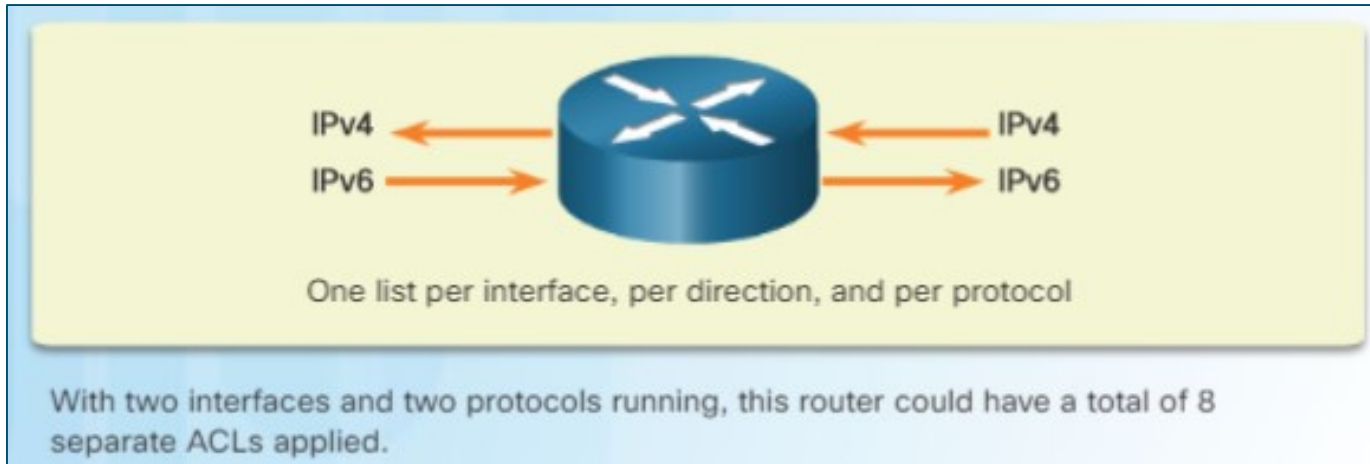 IPv4 IPv4
IPv6 IPv6
One list per interface, per direction, and per protocol
With two interfaces and two protocols running, this router could have a total of 8
separate ACLs applied.